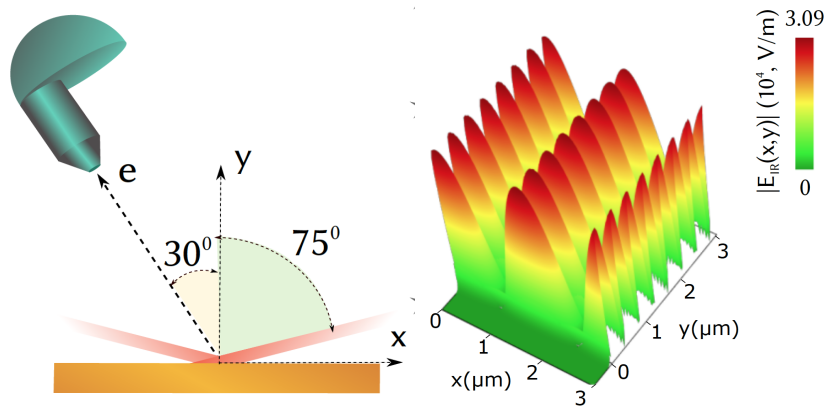 e
y
30⁰
75⁰
x
|E_IR(x,y)| (10⁴, V/m)
3.09
0
0
1
2
3
x(μm)
0
1
2
3
y(μm)